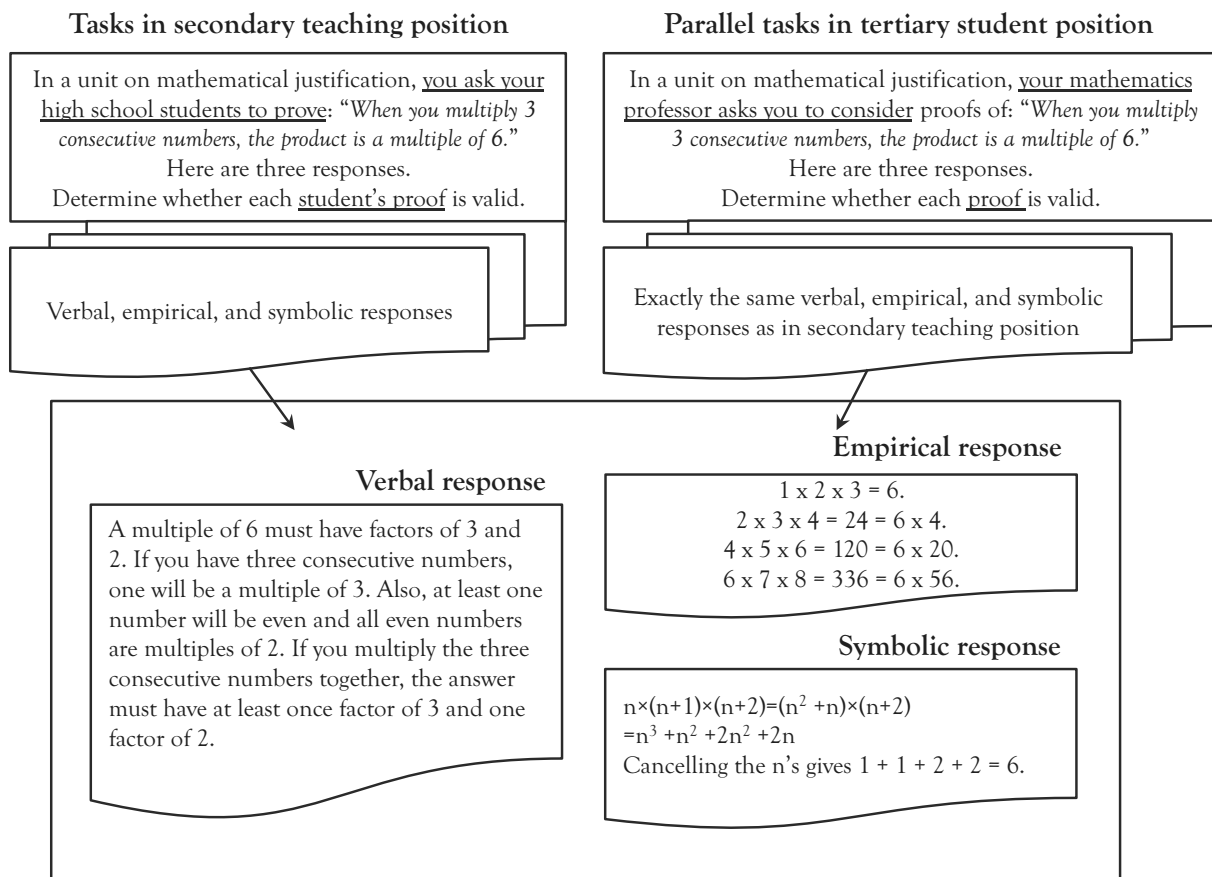 Tasks in secondary teaching position
In a unit on mathematical justification, you ask your
high school students to prove: “When you multiply 3
consecutive numbers, the product is a multiple of 6.”
Here are three responses.
Determine whether each student’s proof is valid.
Verbal, empirical, and symbolic responses
Parallel tasks in tertiary student position
In a unit on mathematical justification, your mathematics
professor asks you to consider proofs of: “When you multiply
3 consecutive numbers, the product is a multiple of 6.”
Here are three responses.
Determine whether each proof is valid.
Exactly the same verbal, empirical, and symbolic
responses as in secondary teaching position
Verbal response
A multiple of 6 must have factors of 3 and
2. If you have three consecutive numbers,
one will be a multiple of 3. Also, at least one
number will be even and all even numbers
are multiples of 2. If you multiply the three
consecutive numbers together, the answer
must have at least once factor of 3 and one
factor of 2.
Empirical response
1 x 2 x 3 = 6.
2 x 3 x 4 = 24 = 6 x 4.
4 x 5 x 6 = 120 = 6 x 20.
6 x 7 x 8 = 336 = 6 x 56.
Symbolic response
n×(n+1)×(n+2)=(n² +n)×(n+2)
=n³ +n² +2n² +2n
Cancelling the n’s gives 1 + 1 + 2 + 2 = 6.